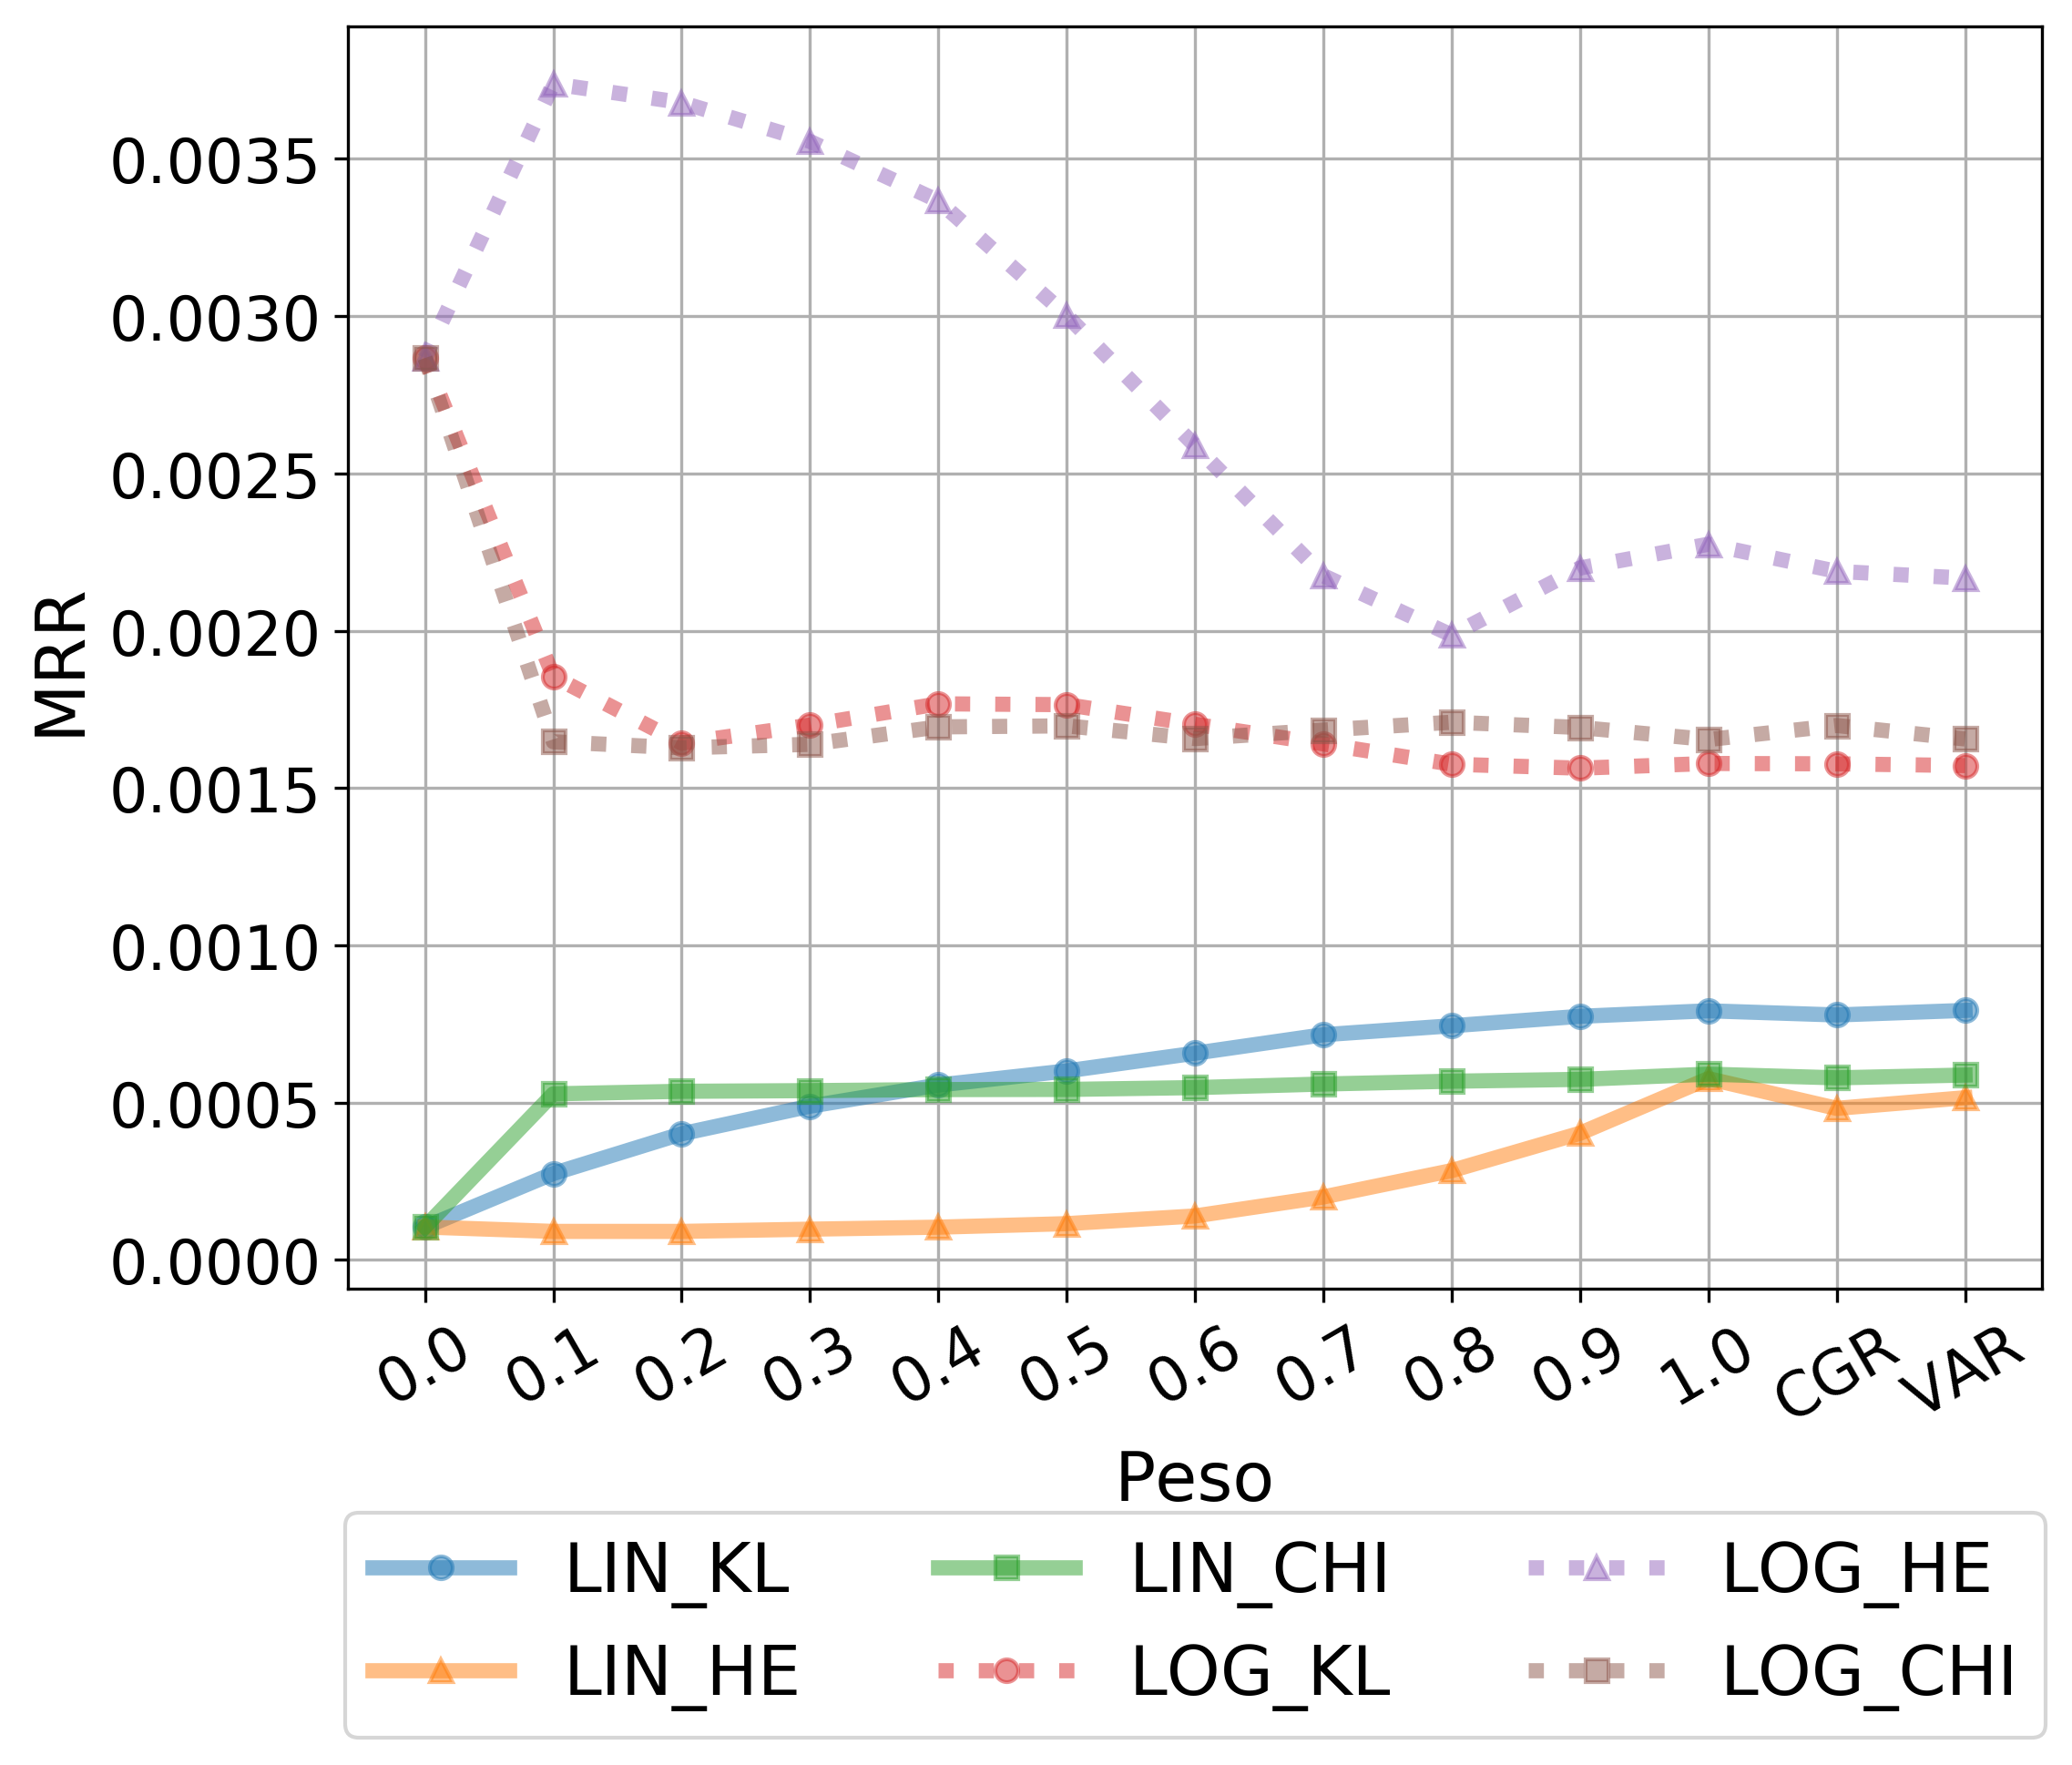 0.0035
0.0030
0.0025
0.0020
0.0015
0.0010
0.0005
0.0000
MRR
0.0 0.1 0.2 0.3 0.4 0.5 0.6 0.7 0.8 0.9 1.0 CGR VAR
Peso
LIN_KL LIN_CHI LOG_HE
LIN_HE LOG_KL LOG_CHI